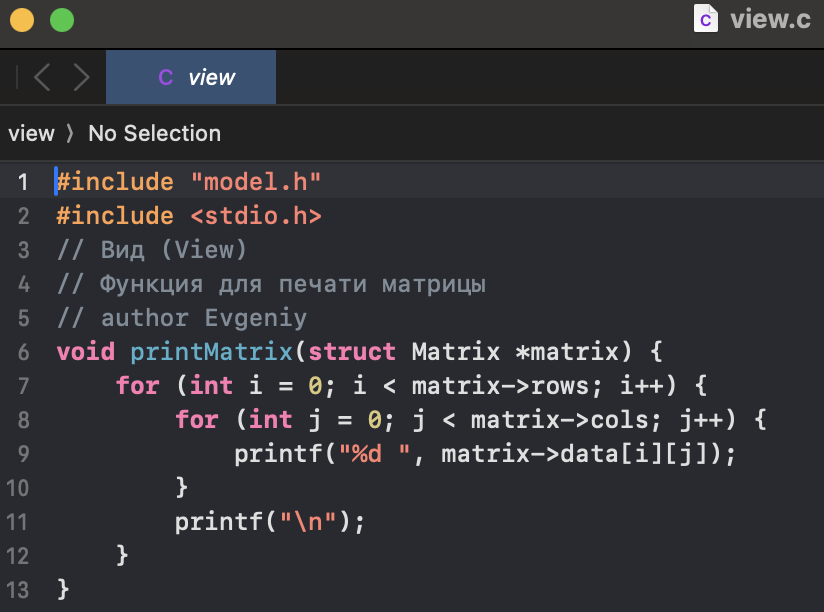 C view.c
C view
view 〉 No Selection
1 #include "model.h"
2 #include <stdio.h>
3 // Вид (View)
4 // Функция для печати матрицы
5 // author Evgeniy
6 void printMatrix(struct Matrix *matrix) {
7     for (int i = 0; i < matrix->rows; i++) {
8         for (int j = 0; j < matrix->cols; j++) {
9             printf("%d ", matrix->data[i][j]);
10         }
11         printf("\n");
12     }
13 }